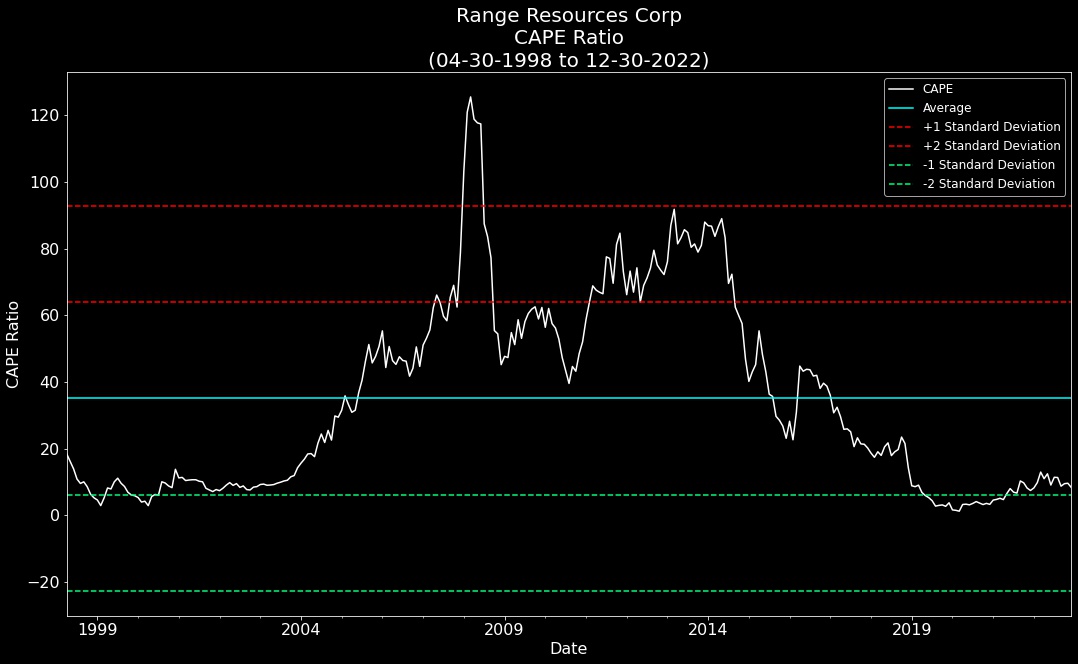 Range Resources Corp
CAPE Ratio
(04-30-1998 to 12-30-2022)
CAPE
Average
+1 Standard Deviation
+2 Standard Deviation
-1 Standard Deviation
-2 Standard Deviation
CAPE Ratio
120
100
80
60
40
20
0
−20
1999
2004
2009
2014
2019
Date